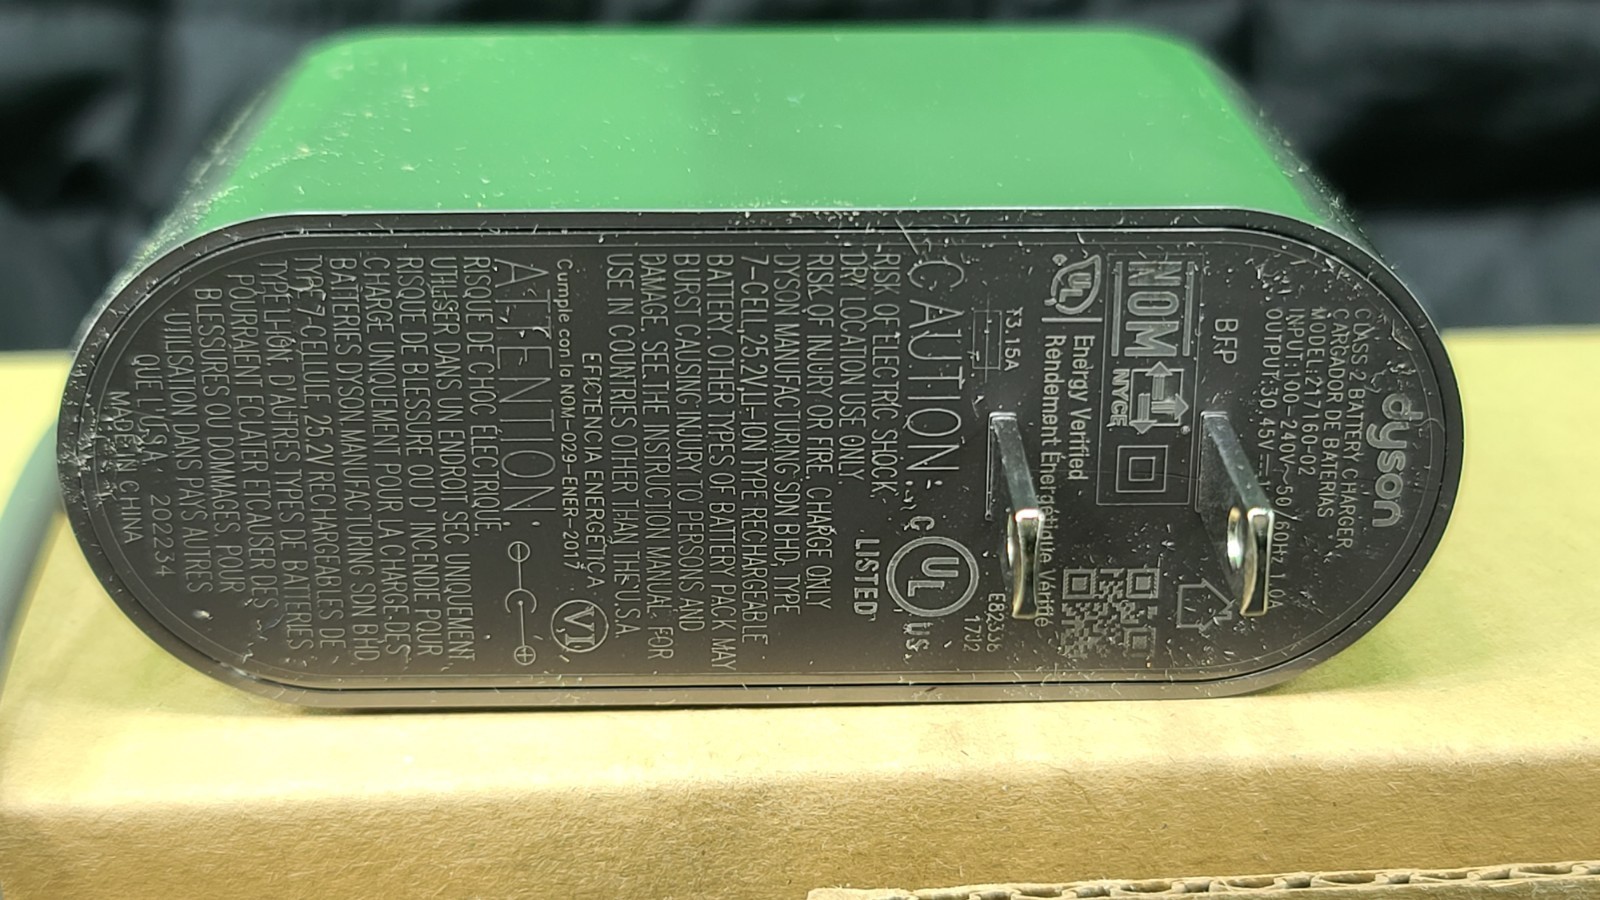 dyson
CLASS 2 BATTERY CHARGER
CARGADOR DE BATERIAS
MODEL:217160-02
INPUT:100-240V~50/60Hz 1.0A
OUTPUT:30.45V⎓1.
BFP
NOM
NYCE
UL
Energy Verified
Rendement Énergétique Vérifié
T3.15A
E82336
17J2
C UL US
LISTED
CAUTION:
RISK OF ELECTRIC SHOCK.
DRY LOCATION USE ONLY.
RISK OF INJURY OR FIRE. CHARGE ONLY
DYSON MANUFACTURING SDN BHD, TYPE
7-CELL,25.2V,LI-ION TYPE RECHARGEABLE
BATTERY. OTHER TYPES OF BATTERY PACK MAY
BURST CAUSING INJURY TO PERSONS AND
DAMAGE. SEE THE INSTRUCTION MANUAL FOR
USE IN COUNTRIES OTHER THAN THE U.S.A
EFICIENCIA ENERGETICA
Cumple con la NOM-029-ENER-2017
VI
ATTENTION:
RISQUE DE CHOC ÉLECTRIQUE.
UTILISER DANS UN ENDROIT SEC UNIQUEMENT.
RISQUE DE BLESSURE OU D'INCENDIE POUR
CHARGE UNIQUEMENT POUR LA CHARGE DES
BATTERIES DYSON MANUFACTURING SDN BHD,
TYPE 7-CELLULE, 25.2V RECHARGEABLES DE
TYPE LI-IGN. D'AUTRES TYPES DE BATTERIES
POURRAIENT ECLATER ET CAUSER DES
BLESSURES OU DOMMAGES. POUR
UTILISATION DANS PAYS AUTRES
QUE L'USA. 202234
MADE IN CHINA